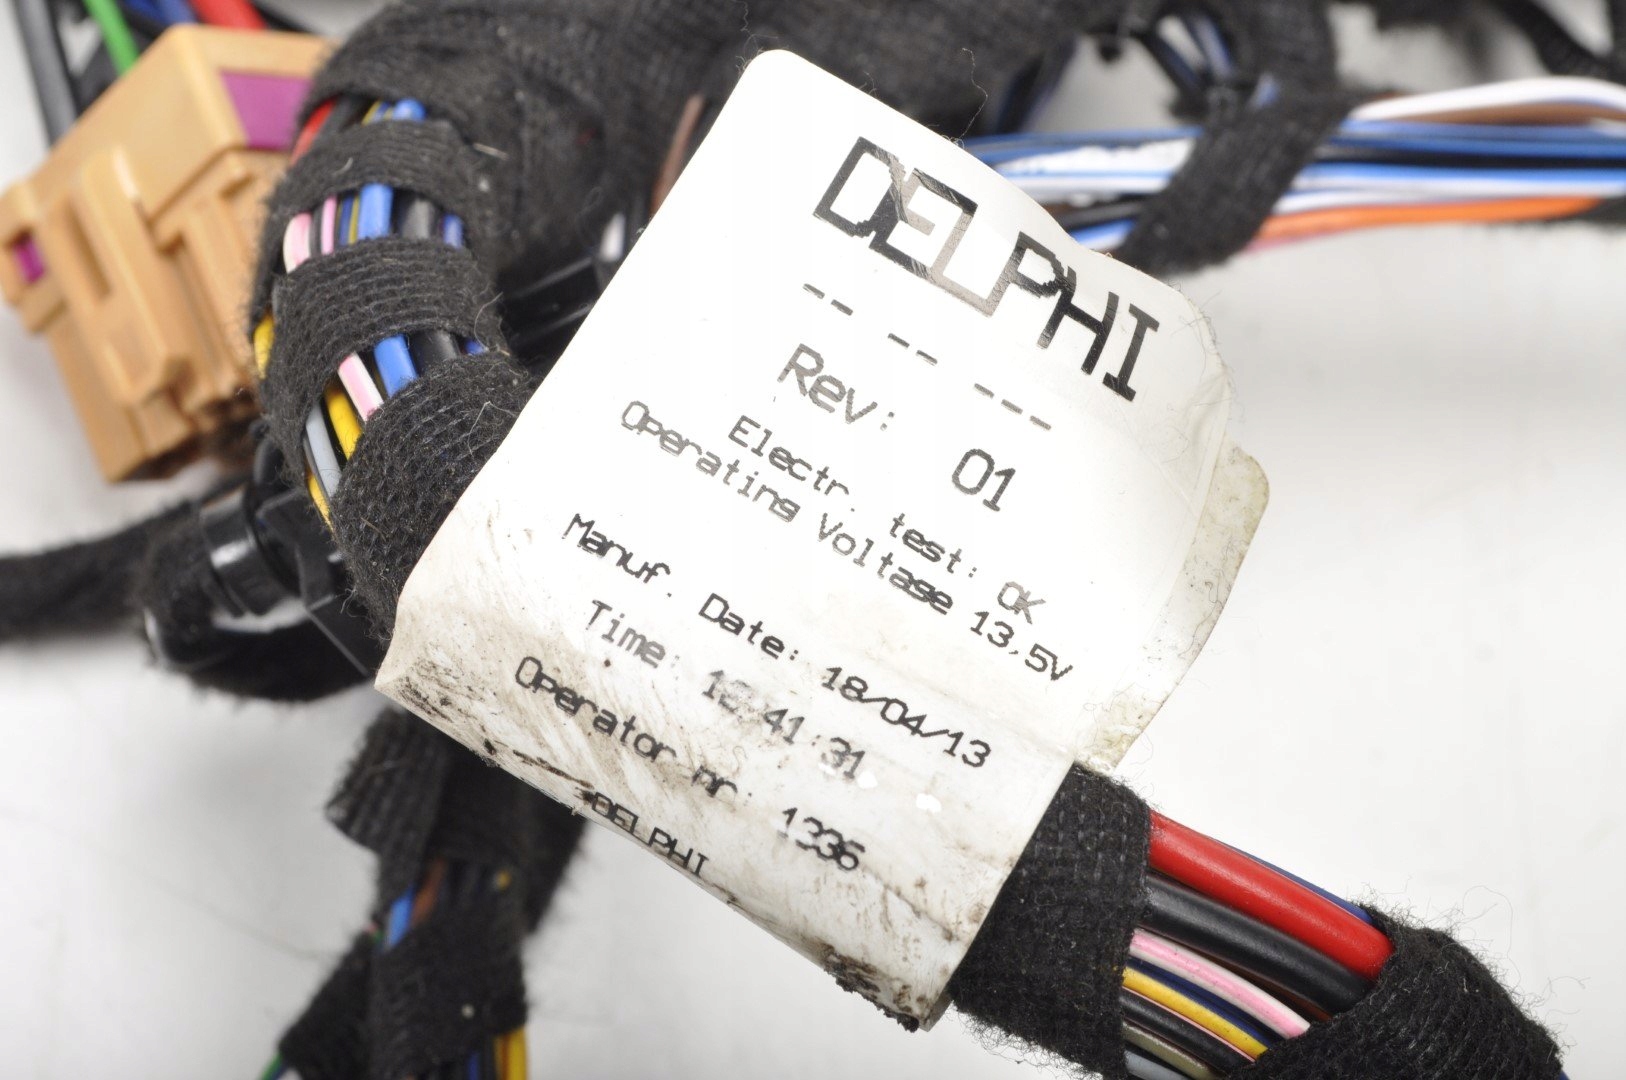 DELPHI
-- -- ---
Rev: 01
Electr. test: OK
Operating Voltage 13,5V
Manuf. Date: 18/04/13
Time: 12:41:31
Operator nr: 1336
DELPHI